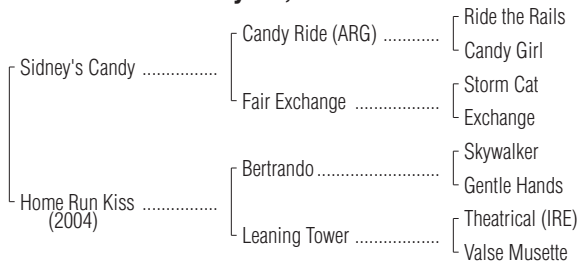 Ride the Rails
Candy Ride (ARG) ............
Candy Girl
Sidney's Candy ................
Storm Cat
Fair Exchange ..................
Exchange
Skywalker
Bertrando..........................
Gentle Hands
Home Run Kiss ................
(2004)
Theatrical (IRE)
Leaning Tower ..................
Valse Musette